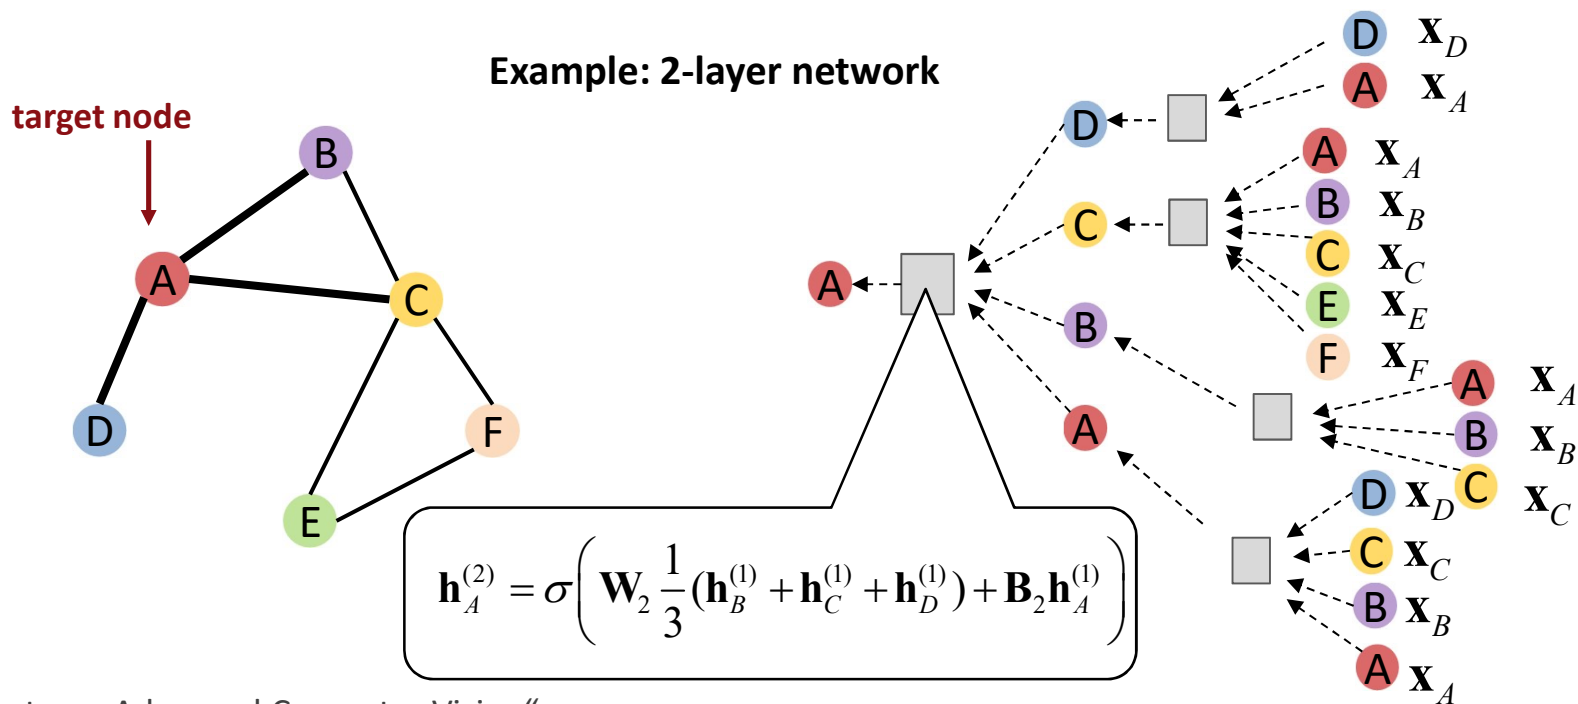 Example: 2-layer network
target node
B
A
C
D
F
E
A
D
C
B
A
D x_D
A x_A
A x_A
B x_B
C x_C
E x_E
F x_F
A x_A
B x_B
C x_C
D x_D
C x_C
B x_B
A x_A
h_A^{(2)} = σ( W_2 \frac{1}{3} (h_B^{(1)} + h_C^{(1)} + h_D^{(1)}) + B_2 h_A^{(1)} )